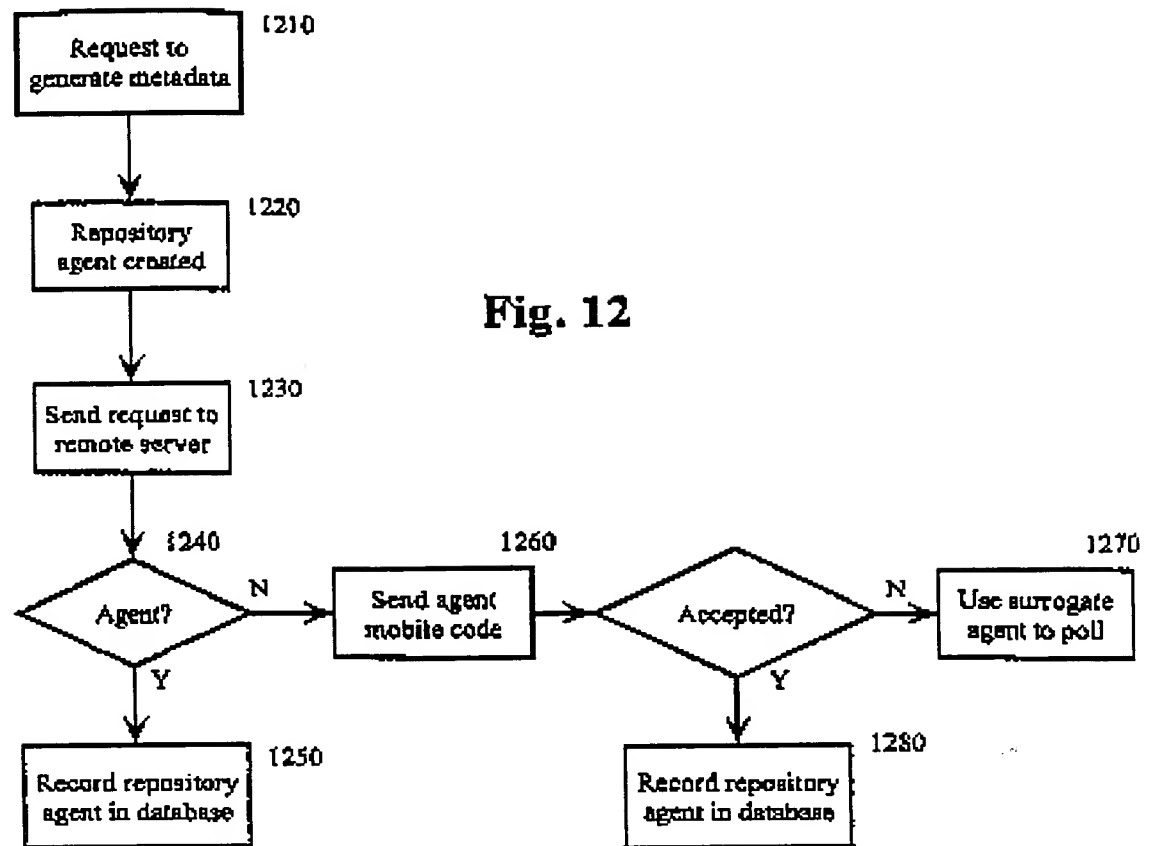 1210
Request to
generate metadata
1220
Repository
agent created
Fig. 12
1230
Send request to
remote server
1240
Agent?
N
Y
1260
Send agent
mobile code
Accepted?
N
Y
1270
Use surrogate
agent to poll
1250
Record repository
agent in database
1280
Record repository
agent in database